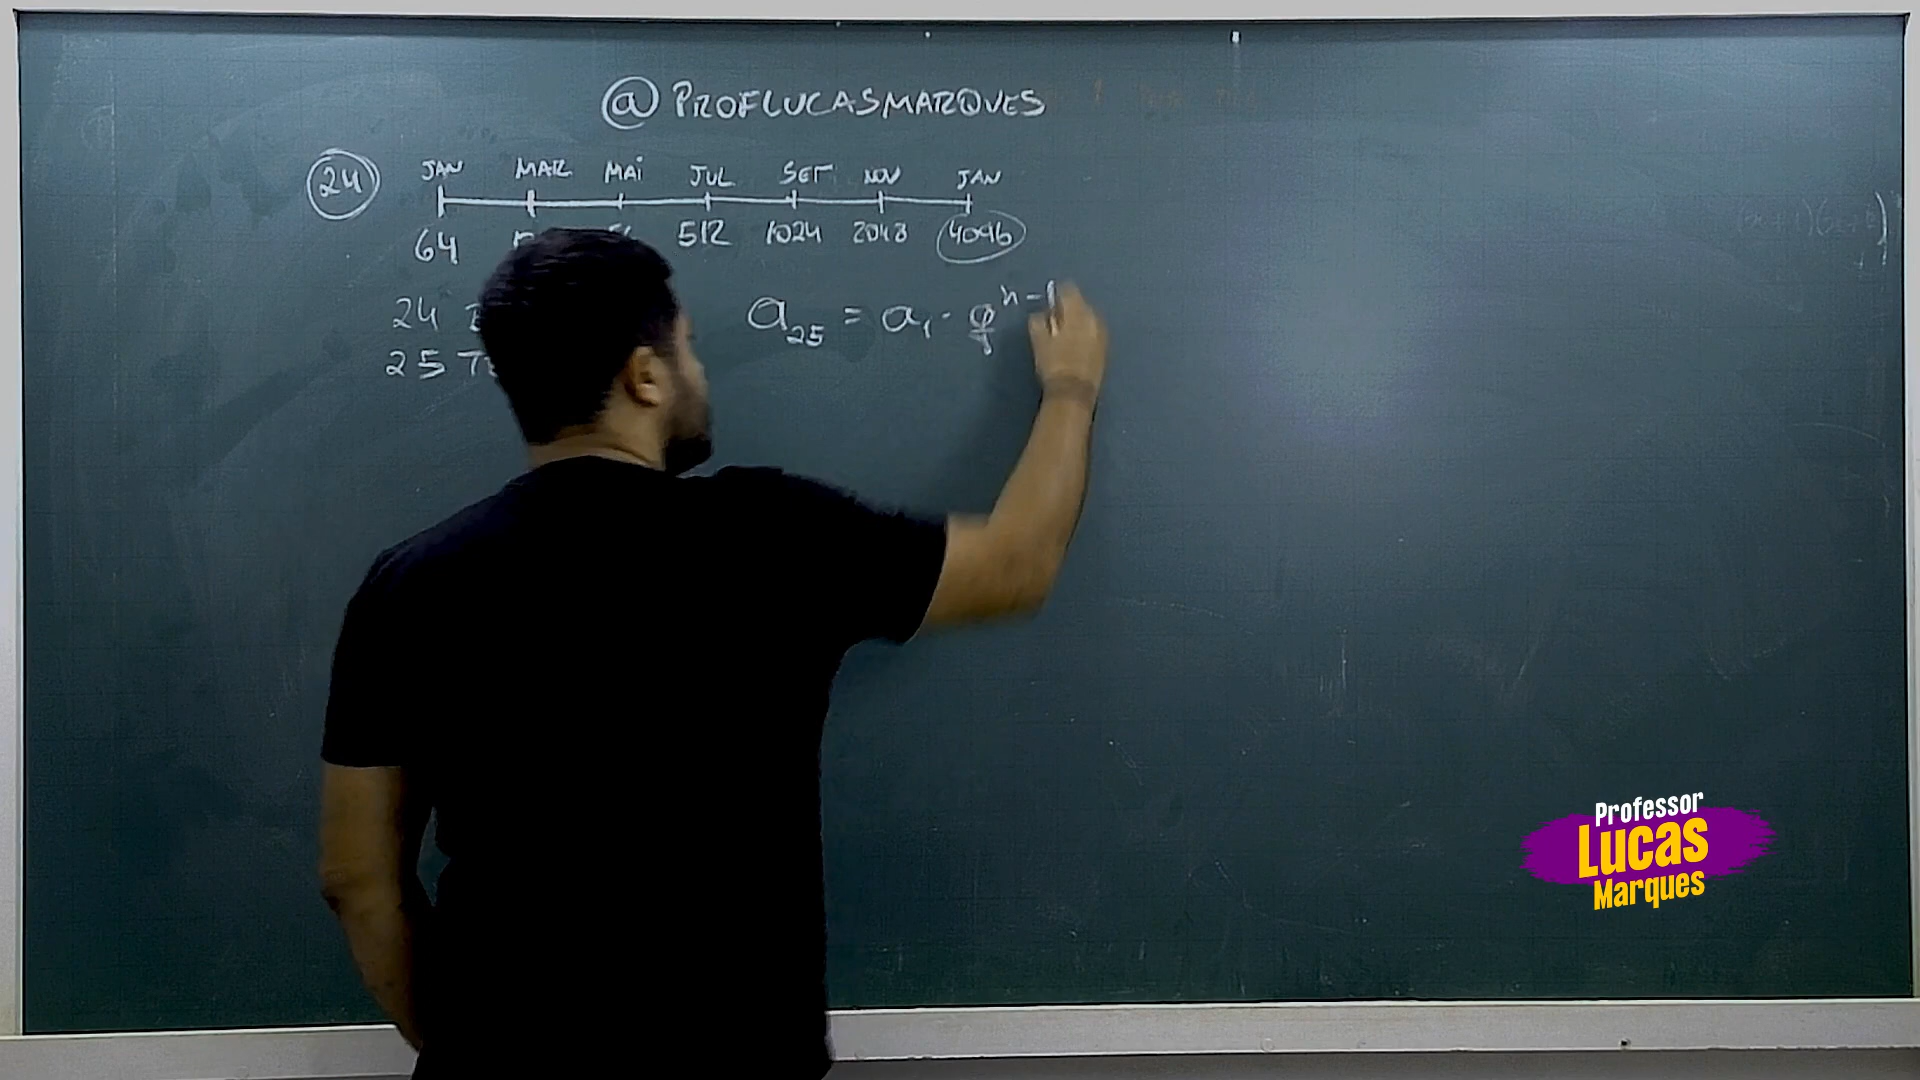 @PROFLUCASMARQUES
24 JAN MAR MAI JUL SET NOV JAN
64 512 1024 2048 4096
24
25
a₂₅ = a₁ · q^n-1
Professor
Lucas
Marques